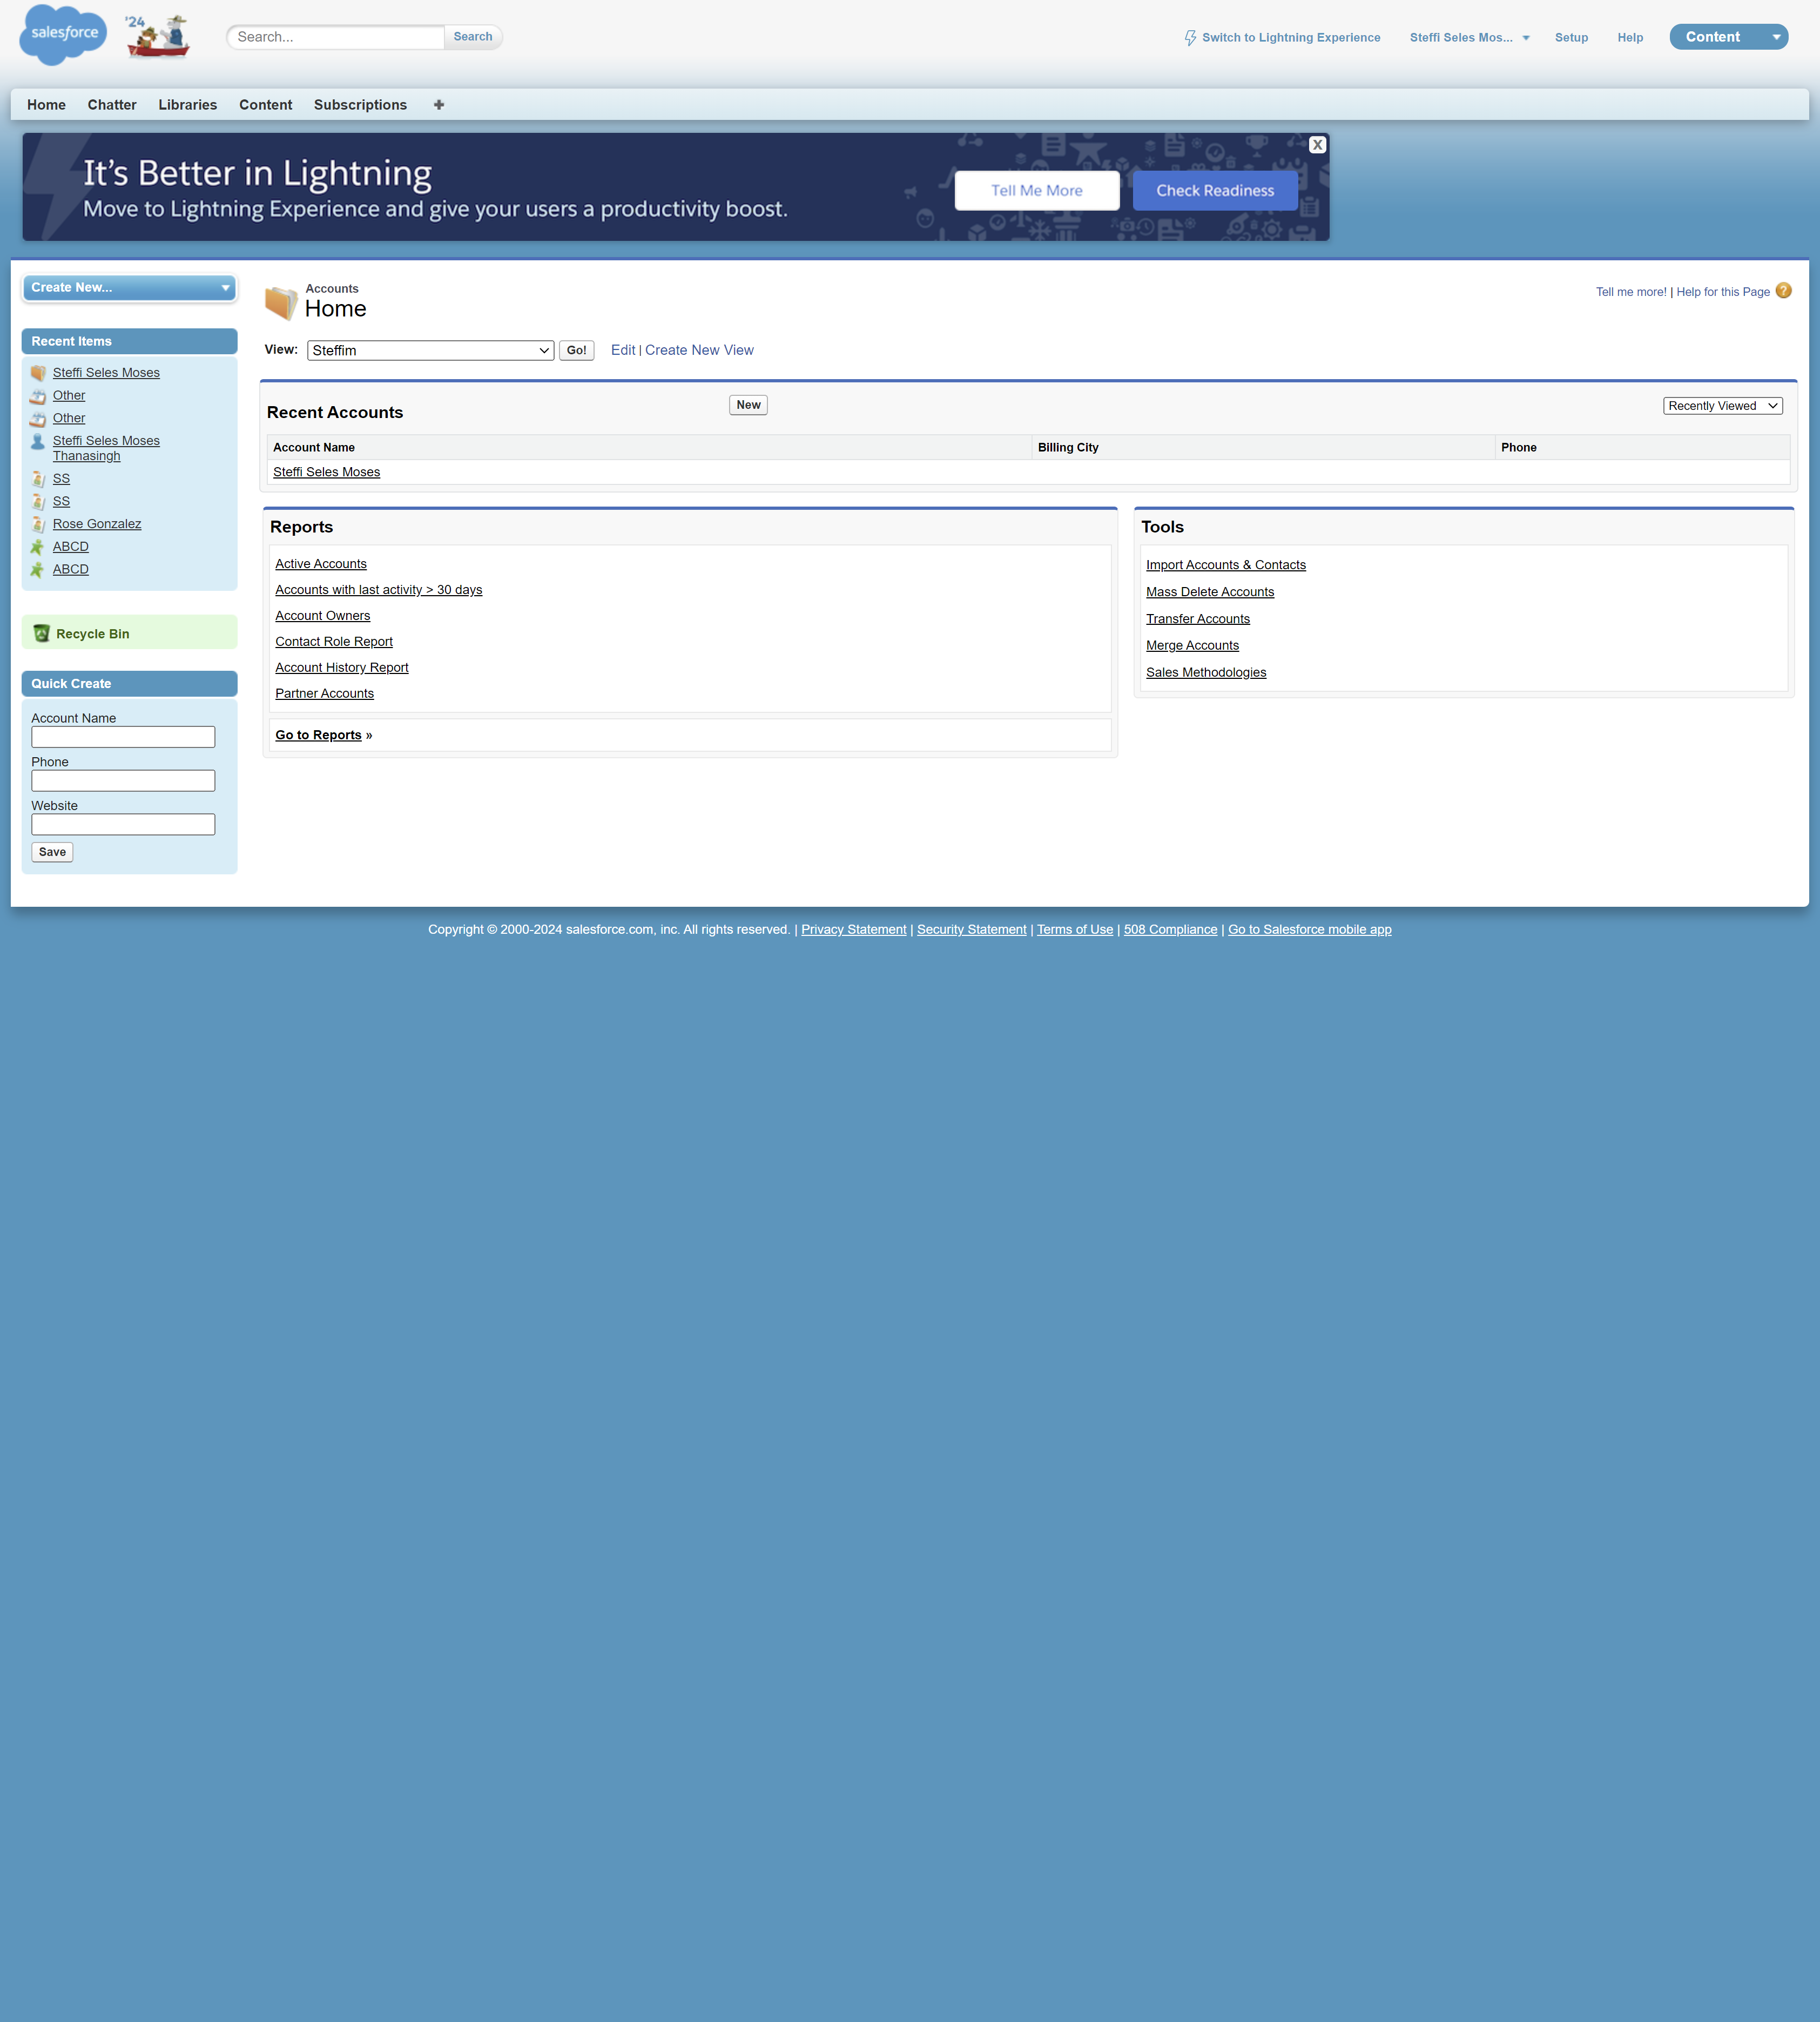 salesforce
'24
Search...
Search
Switch to Lightning Experience
Steffi Seles Mos...
Setup
Help
Content
Home
Chatter
Libraries
Content
Subscriptions
It's Better in Lightning
Move to Lightning Experience and give your users a productivity boost.
Tell Me More
Check Readiness
X
Create New...
Recent Items
Steffi Seles Moses
Other
Other
Steffi Seles Moses
Thanasingh
SS
SS
Rose Gonzalez
ABCD
ABCD
Recycle Bin
Quick Create
Account Name
Phone
Website
Save
Accounts
Home
Tell me more! | Help for this Page ?
View: Steffim Go! Edit | Create New View
Recent Accounts
New
Recently Viewed
Account Name Billing City Phone
Steffi Seles Moses
Reports
Active Accounts
Accounts with last activity > 30 days
Account Owners
Contact Role Report
Account History Report
Partner Accounts
Go to Reports »
Tools
Import Accounts & Contacts
Mass Delete Accounts
Transfer Accounts
Merge Accounts
Sales Methodologies
Copyright © 2000-2024 salesforce.com, inc. All rights reserved. | Privacy Statement | Security Statement | Terms of Use | 508 Compliance | Go to Salesforce mobile app